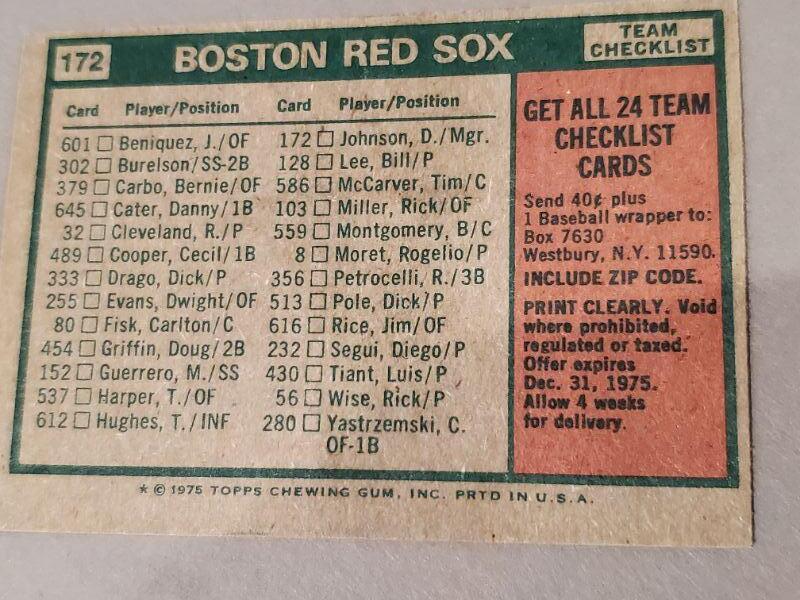 172 BOSTON RED SOX TEAM CHECKLIST
Card Player/Position
601 Beniquez, J./OF
302 Burelson/SS-2B
379 Carbo, Bernie/OF
645 Cater, Danny/1B
32 Cleveland, R./P
489 Cooper, Cecil/1B
333 Drago, Dick/P
255 Evans, Dwight/OF
80 Fisk, Carlton/C
454 Griffin, Doug/2B
152 Guerrero, M./SS
537 Harper, T./OF
612 Hughes, T./INF
Card Player/Position
172 Johnson, D./Mgr.
128 Lee, Bill/P
586 McCarver, Tim/C
103 Miller, Rick/OF
559 Montgomery, B/C
8 Moret, Rogelio/P
356 Petrocelli, R./3B
513 Pole, Dick/P
616 Rice, Jim/OF
232 Segui, Diego/P
430 Tiant, Luis/P
56 Wise, Rick/P
280 Yastrzemski, C.
OF-1B
GET ALL 24 TEAM
CHECKLIST
CARDS
Send 40¢ plus
1 Baseball wrapper to:
Box 7630
Westbury, N.Y. 11590.
INCLUDE ZIP CODE.
PRINT CLEARLY. Void
where prohibited,
regulated or taxed.
Offer expires
Dec. 31, 1975.
Allow 4 weeks
for delivery.
* © 1975 TOPPS CHEWING GUM, INC. PRTD IN U.S.A.